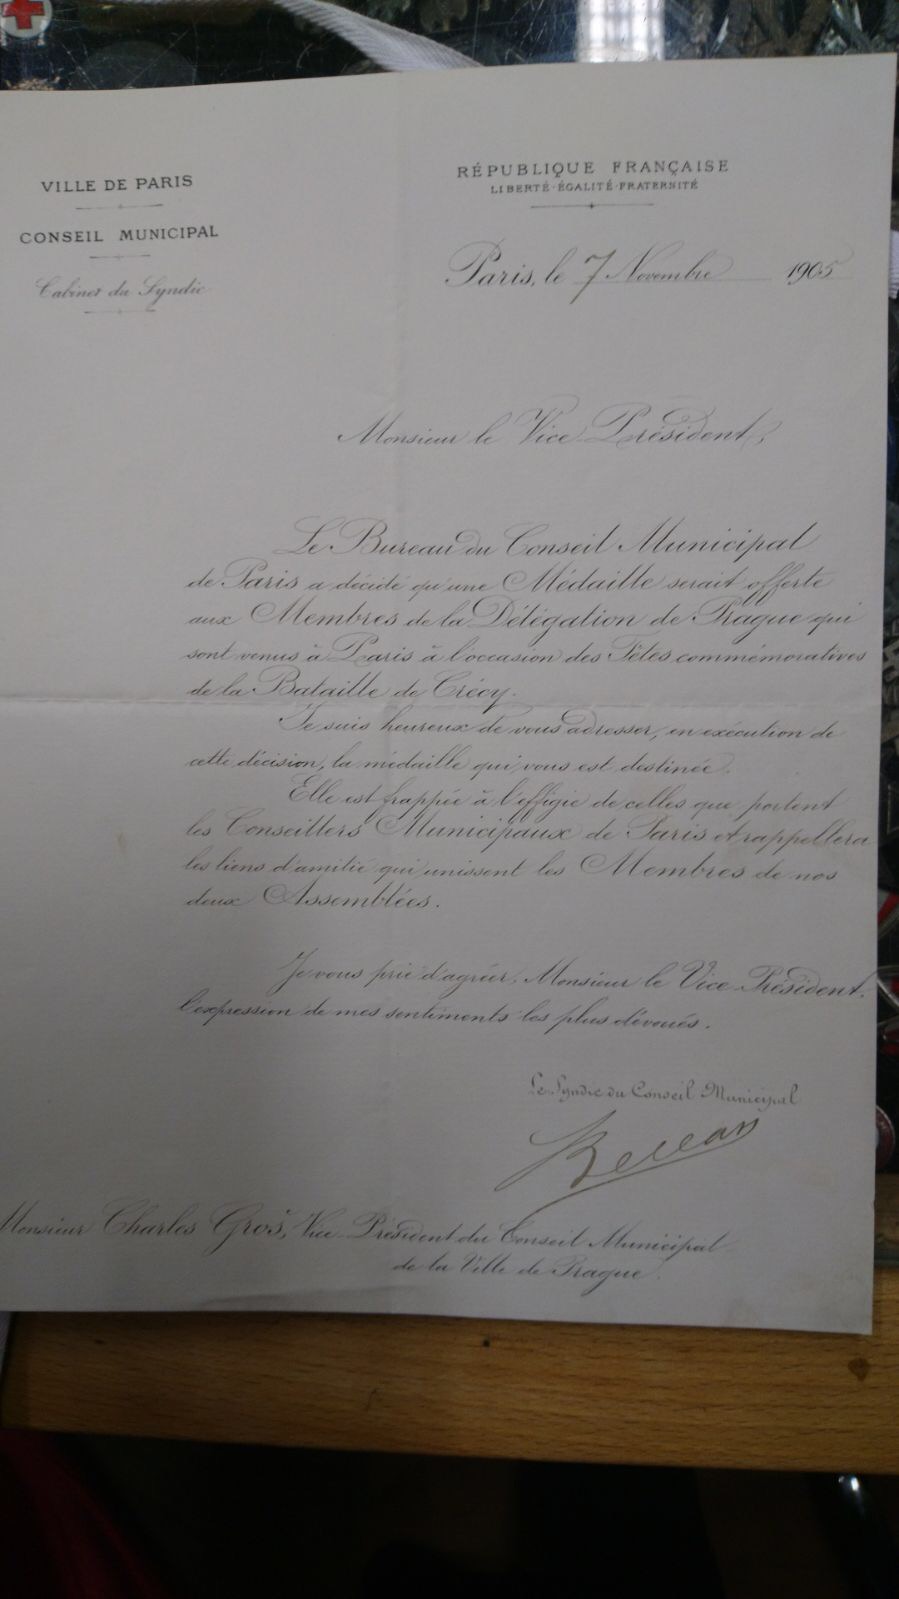 VILLE DE PARIS
CONSEIL MUNICIPAL
Cabinet du Syndic
RÉPUBLIQUE FRANÇAISE
LIBERTÉ-ÉGALITÉ-FRATERNITÉ
Paris, le 7 Novembre 1905
Monsieur le Vice-Président,
Le Bureau du Conseil Municipal
de Paris a décidé qu'une Médaille serait offerte
aux Membres de la Délégation de Prague qui
sont venus à Paris à l'occasion des Fêtes commémoratives
de la Bataille de Crécy.
Je suis heureux de vous adresser, en exécution de
cette décision, la médaille qui vous est destinée.
Elle est frappée à l'effigie de celles que portent
les Conseillers Municipaux de Paris et rappellera
les liens d'amitié qui unissent les Membres de nos
deux Assemblées.
Je vous prie d'agréer, Monsieur le Vice-Président,
l'expression de mes sentiments les plus dévoués.
Le Syndic du Conseil Municipal
Monsieur Charles Groš, Vice-Président du Conseil Municipal
de la Ville de Prague.